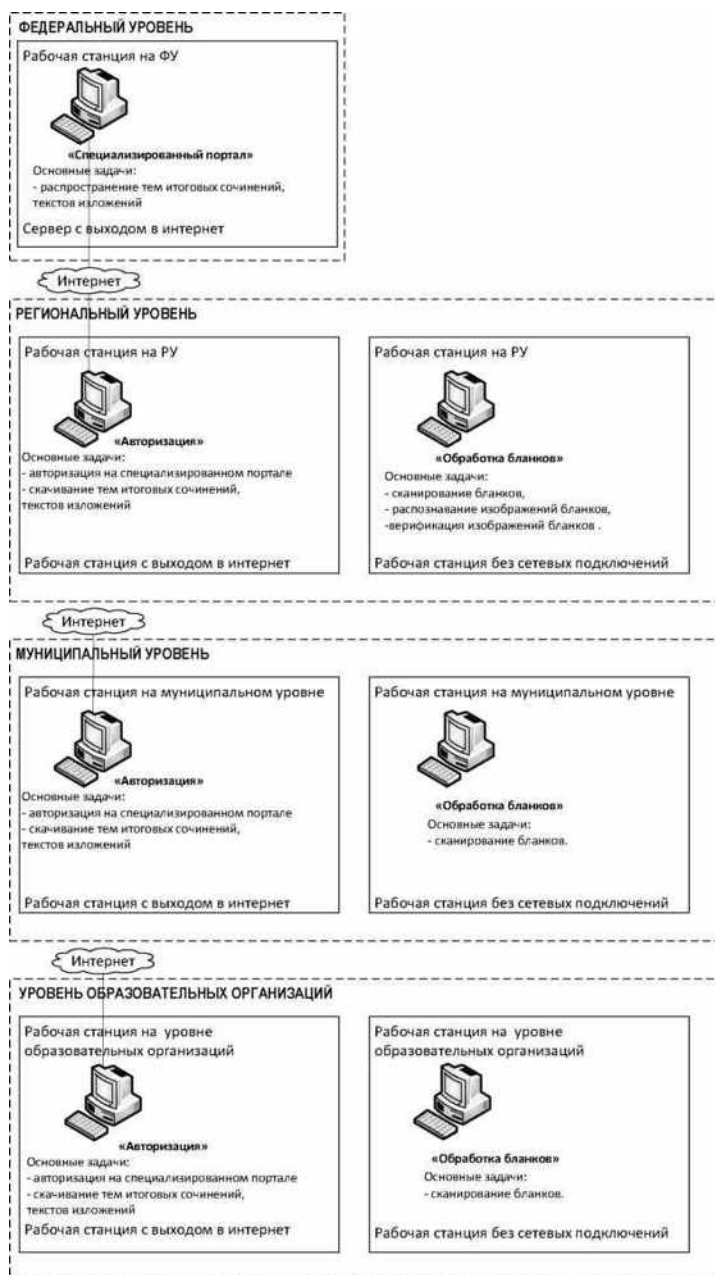 ФЕДЕРАЛЬНЫЙ УРОВЕНЬ
Рабочая станция на ФУ
«Специализированный портал»
Основные задачи:
- распространение тем итоговых сочинений,
текстов изложений
Сервер с выходом в интернет
Интернет
РЕГИОНАЛЬНЫЙ УРОВЕНЬ
Рабочая станция на РУ
«Авторизация»
Основные задачи:
- авторизация на специализированном портале
- скачивание тем итоговых сочинений,
текстов изложений
Рабочая станция с выходом в интернет
Рабочая станция на РУ
«Обработка бланков»
Основные задачи:
- сканирование бланков,
- распознавание изображений бланков,
-верификация изображений бланков .
Рабочая станция без сетевых подключений
Интернет
МУНИЦИПАЛЬНЫЙ УРОВЕНЬ
Рабочая станция на муниципальном уровне
«Авторизация»
Основные задачи:
- авторизация на специализированном портале
- скачивание тем итоговых сочинений,
текстов изложений
Рабочая станция с выходом в интернет
Рабочая станция на муниципальном уровне
«Обработка бланков»
Основные задачи:
- сканирование бланков.
Рабочая станция без сетевых подключений
Интернет
УРОВЕНЬ ОБРАЗОВАТЕЛЬНЫХ ОРГАНИЗАЦИЙ
Рабочая станция на уровне
образовательных организаций
«Авторизация»
Основные задачи:
- авторизация на специализированном портале
- скачивание тем итоговых сочинений,
текстов изложений
Рабочая станция с выходом в интернет
Рабочая станция на уровне
образовательных организаций
«Обработка бланков»
Основные задачи:
- сканирование бланков.
Рабочая станция без сетевых подключений